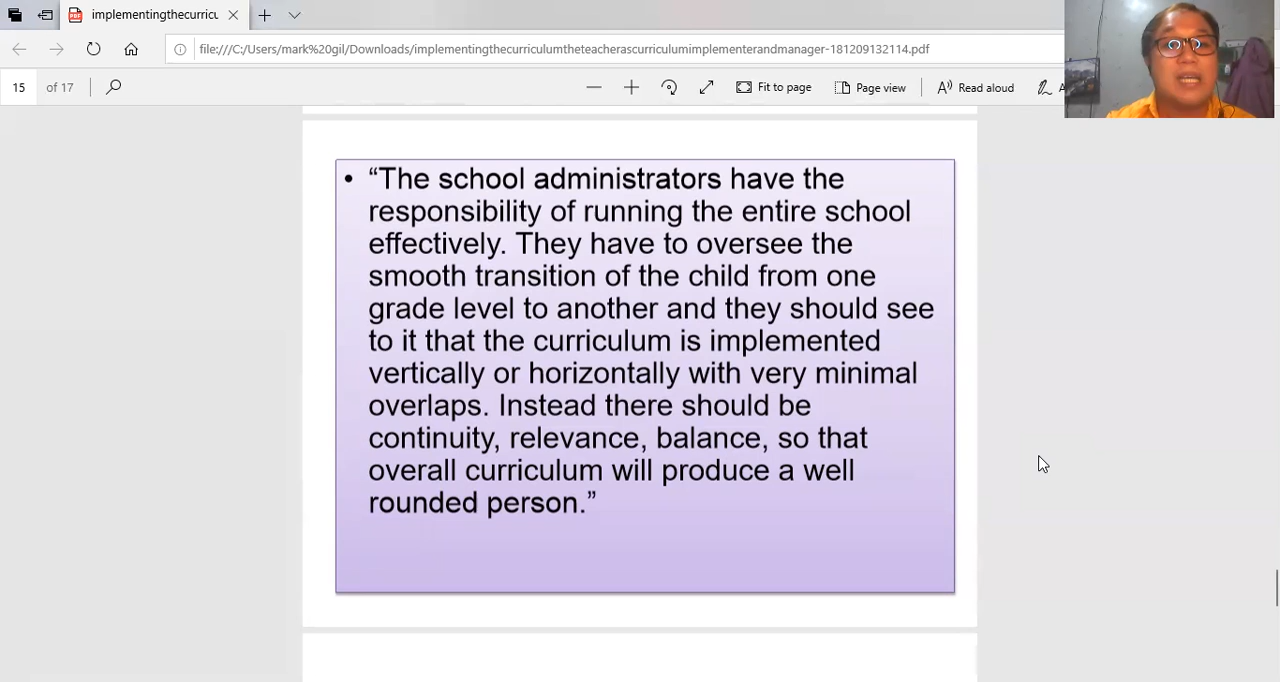 implementingthecurricu
file:///C:/Users/mark%20gil/Downloads/implementingthecurriculumtheteacherascurriculumimplementerandmanager-181209132114.pdf
15 of 17
Fit to page
Page view
Read aloud
• “The school administrators have the
responsibility of running the entire school
effectively. They have to oversee the
smooth transition of the child from one
grade level to another and they should see
to it that the curriculum is implemented
vertically or horizontally with very minimal
overlaps. Instead there should be
continuity, relevance, balance, so that
overall curriculum will produce a well
rounded person.”